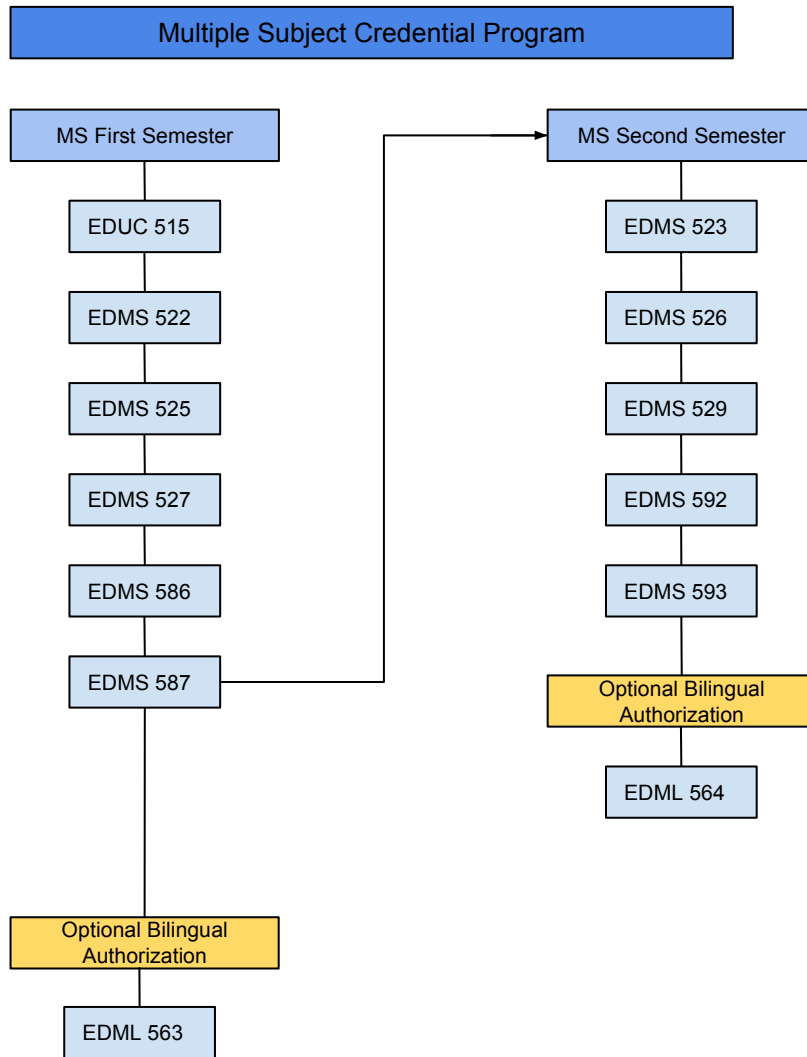 Multiple Subject Credential Program
MS First Semester
EDUC 515
EDMS 522
EDMS 525
EDMS 527
EDMS 586
EDMS 587
Optional Bilingual
Authorization
EDML 563
MS Second Semester
EDMS 523
EDMS 526
EDMS 529
EDMS 592
EDMS 593
Optional Bilingual
Authorization
EDML 564